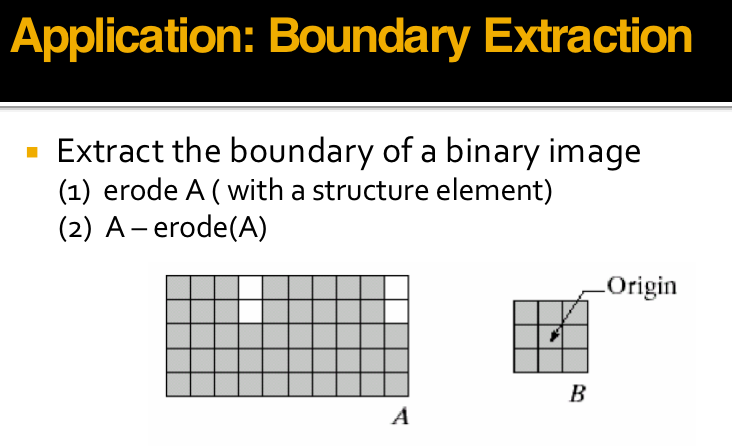 Application: Boundary Extraction
Extract the boundary of a binary image
(1) erode A ( with a structure element)
(2) A – erode(A)
Origin
B
A